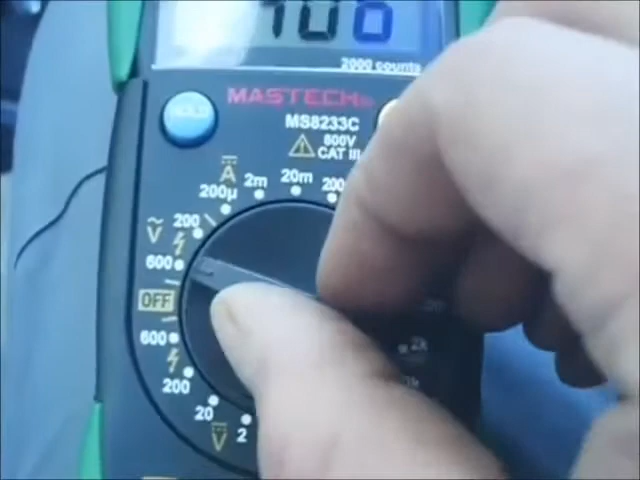 2000 counts
HOLD
MASTECH
MS8233C
600V
CAT III
A
200µ 2m 20m 200
V 200
600
OFF
600
200
20
V 2
2k